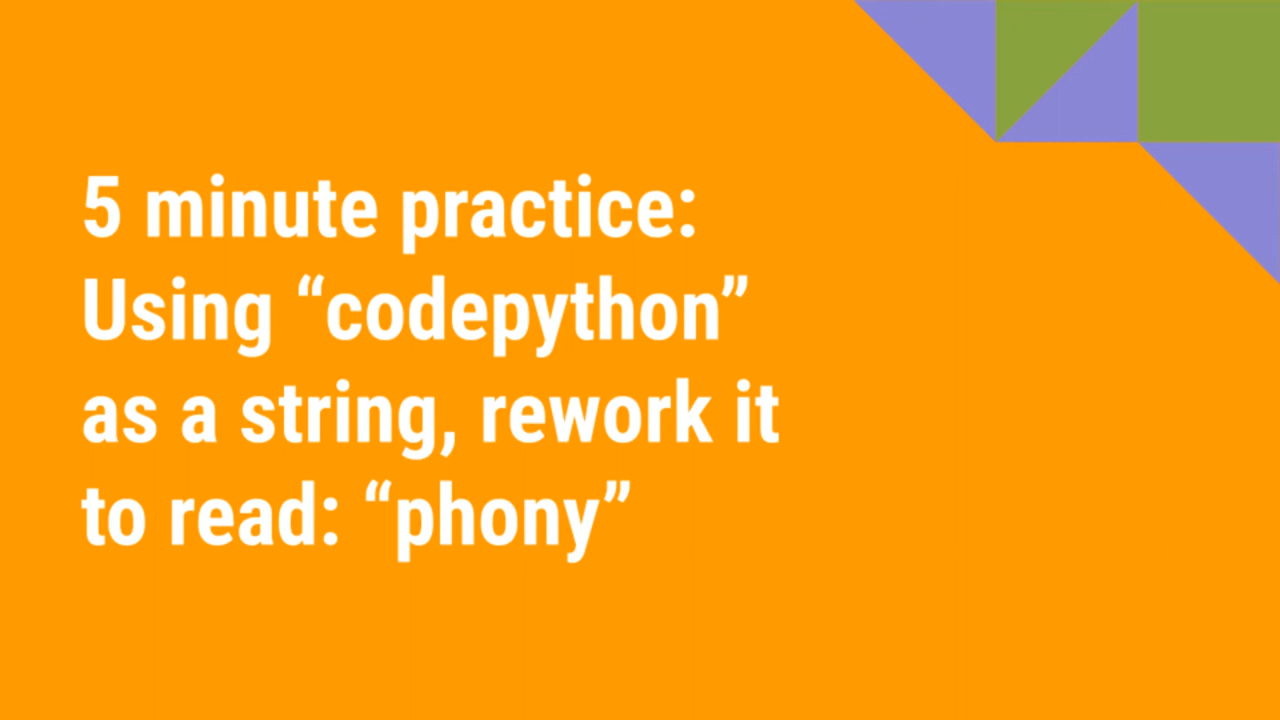 5 minute practice:
Using “codepython”
as a string, rework it
to read: “phony”